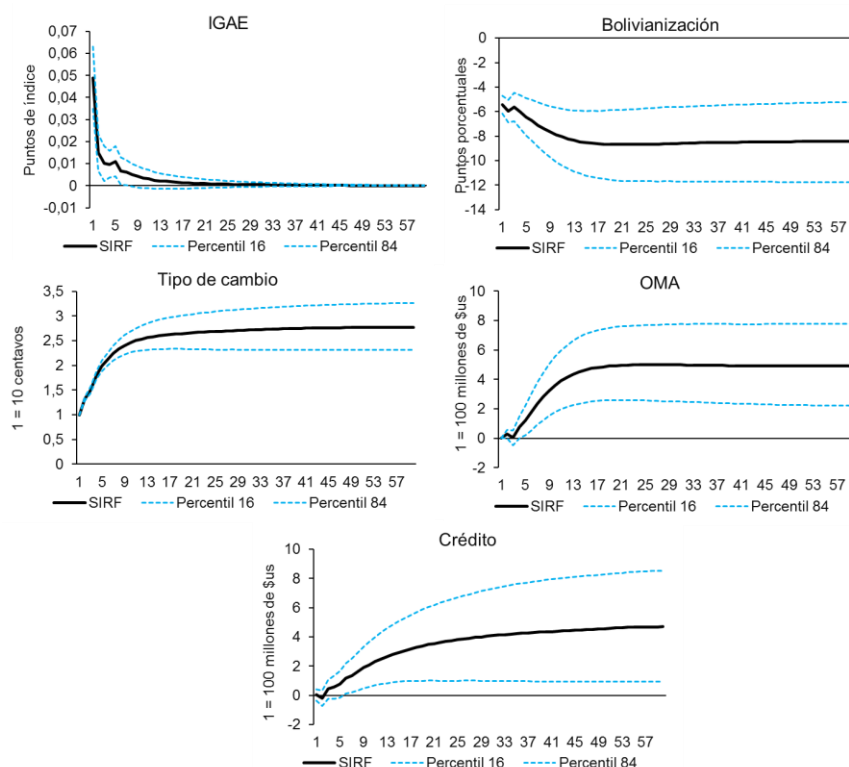 IGAE
Puntos de índice
0,07
0,06
0,05
0,04
0,03
0,02
0,01
0
-0,01
1 5 9 13 17 21 25 29 33 37 41 45 49 53 57
SIRF Percentil 16 Percentil 84
Bolivianización
Puntps porcentuales
0
-2
-4
-6
-8
-10
-12
-14
1 5 9 13 17 21 25 29 33 37 41 45 49 53 57
SIRF Percentil 16 Percentil 84
Tipo de cambio
1 = 10 centavos
3,5
3
2,5
2
1,5
1
0,5
0
1 5 9 13 17 21 25 29 33 37 41 45 49 53 57
SIRF Percentil 16 Percentil 84
OMA
1 = 100 millones de $us
10
8
6
4
2
0
-2
1 5 9 13 17 21 25 29 33 37 41 45 49 53 57
SIRF Percentil 16 Percentil 84
Crédito
1 = 100 millones de $us
10
8
6
4
2
0
-2
1 5 9 13 17 21 25 29 33 37 41 45 49 53 57
SIRF Percentil 16 Percentil 84